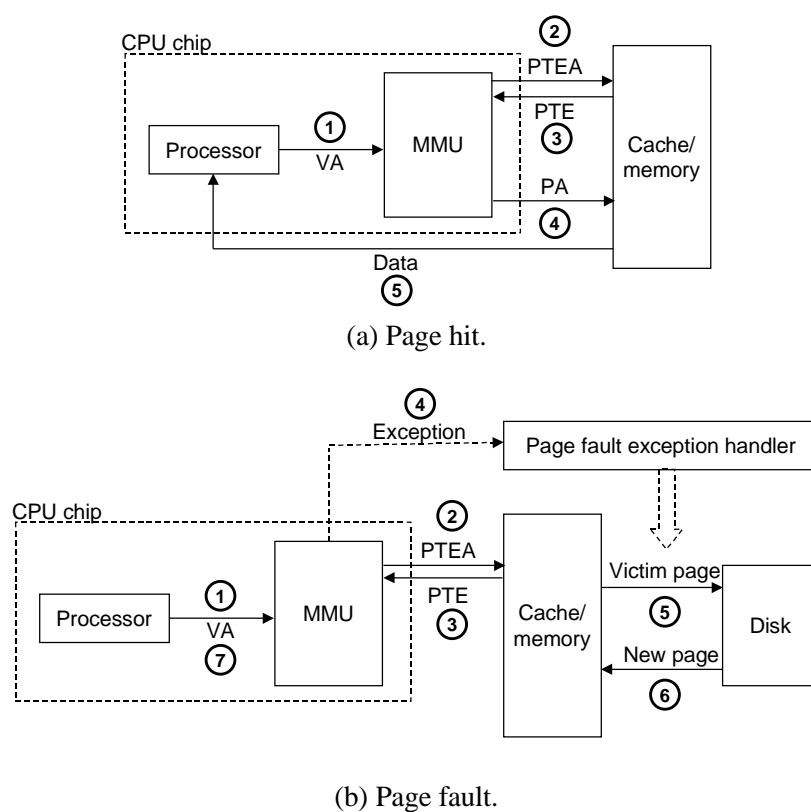 CPU chip
2
PTEA
PTE
3
1
Processor
VA
MMU
Cache/
memory
PA
4
Data
5
(a) Page hit.
4
Exception
Page fault exception handler
CPU chip
2
PTEA
PTE
3
1
Processor
VA
7
MMU
Cache/
memory
Victim page
5
Disk
New page
6
(b) Page fault.